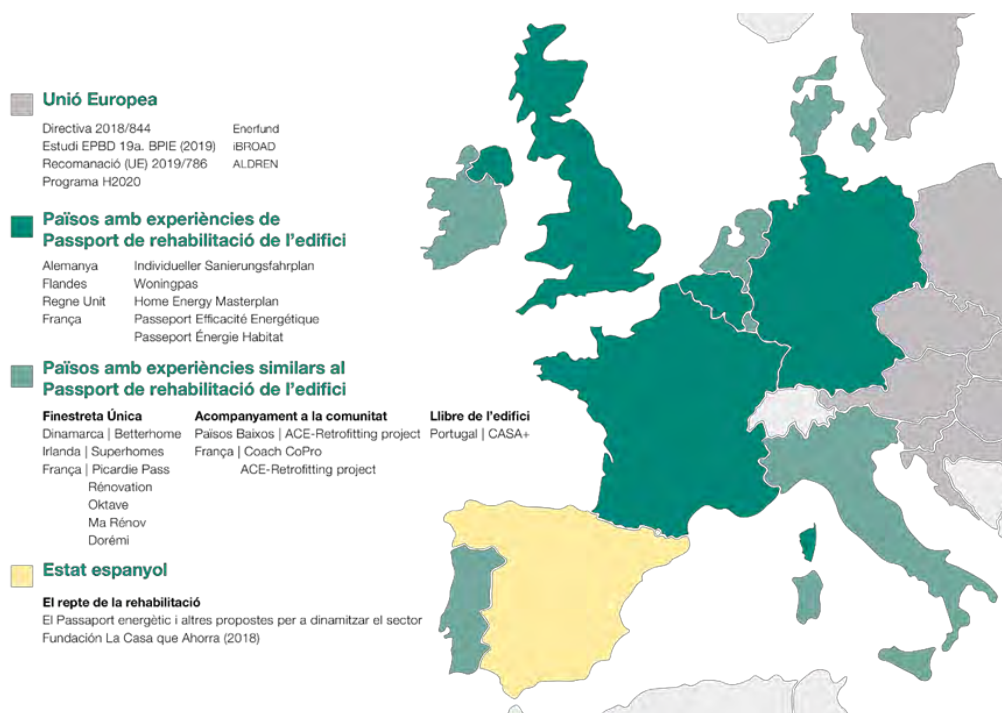 Unió Europea
Directiva 2018/844 Enerfund
Estudi EPBD 19a. BPIE (2019) iBROAD
Recomanació (UE) 2019/786 ALDREN
Programa H2020
Països amb experiències de
Passport de rehabilitació de l'edifici
Alemanya Individueller Sanierungsfahrplan
Flandes Woningpas
Regne Unit Home Energy Masterplan
França Passeport Efficacité Energétique
Passeport Énergie Habitat
Països amb experiències similars al
Passport de rehabilitació de l'edifici
Finestreta Única Acompanyament a la comunitat Llibre de l'edifici
Dinamarca | Betterhome Països Baixos | ACE-Retrofitting project Portugal | CASA+
Irlanda | Superhomes França | Coach CoPro
França | Picardie Pass ACE-Retrofitting project
Rénovation
Oktave
Ma Rénov
Dorémi
Estat espanyol
El repte de la rehabilitació
El Passaport energètic i altres propostes per a dinamitzar el sector
Fundación La Casa que Ahorra (2018)